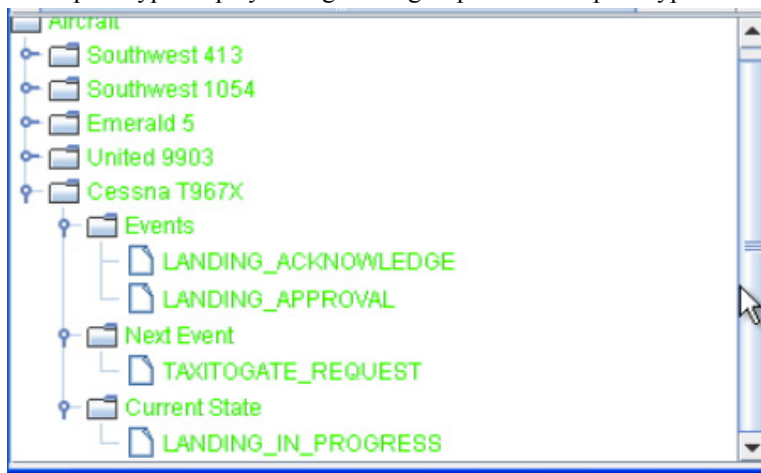 Aircraft
Southwest 413
Southwest 1054
Emerald 5
United 9903
Cessna T967X
Events
LANDING_ACKNOWLEDGE
LANDING_APPROVAL
Next Event
TAXITOGATE_REQUEST
Current State
LANDING_IN_PROGRESS